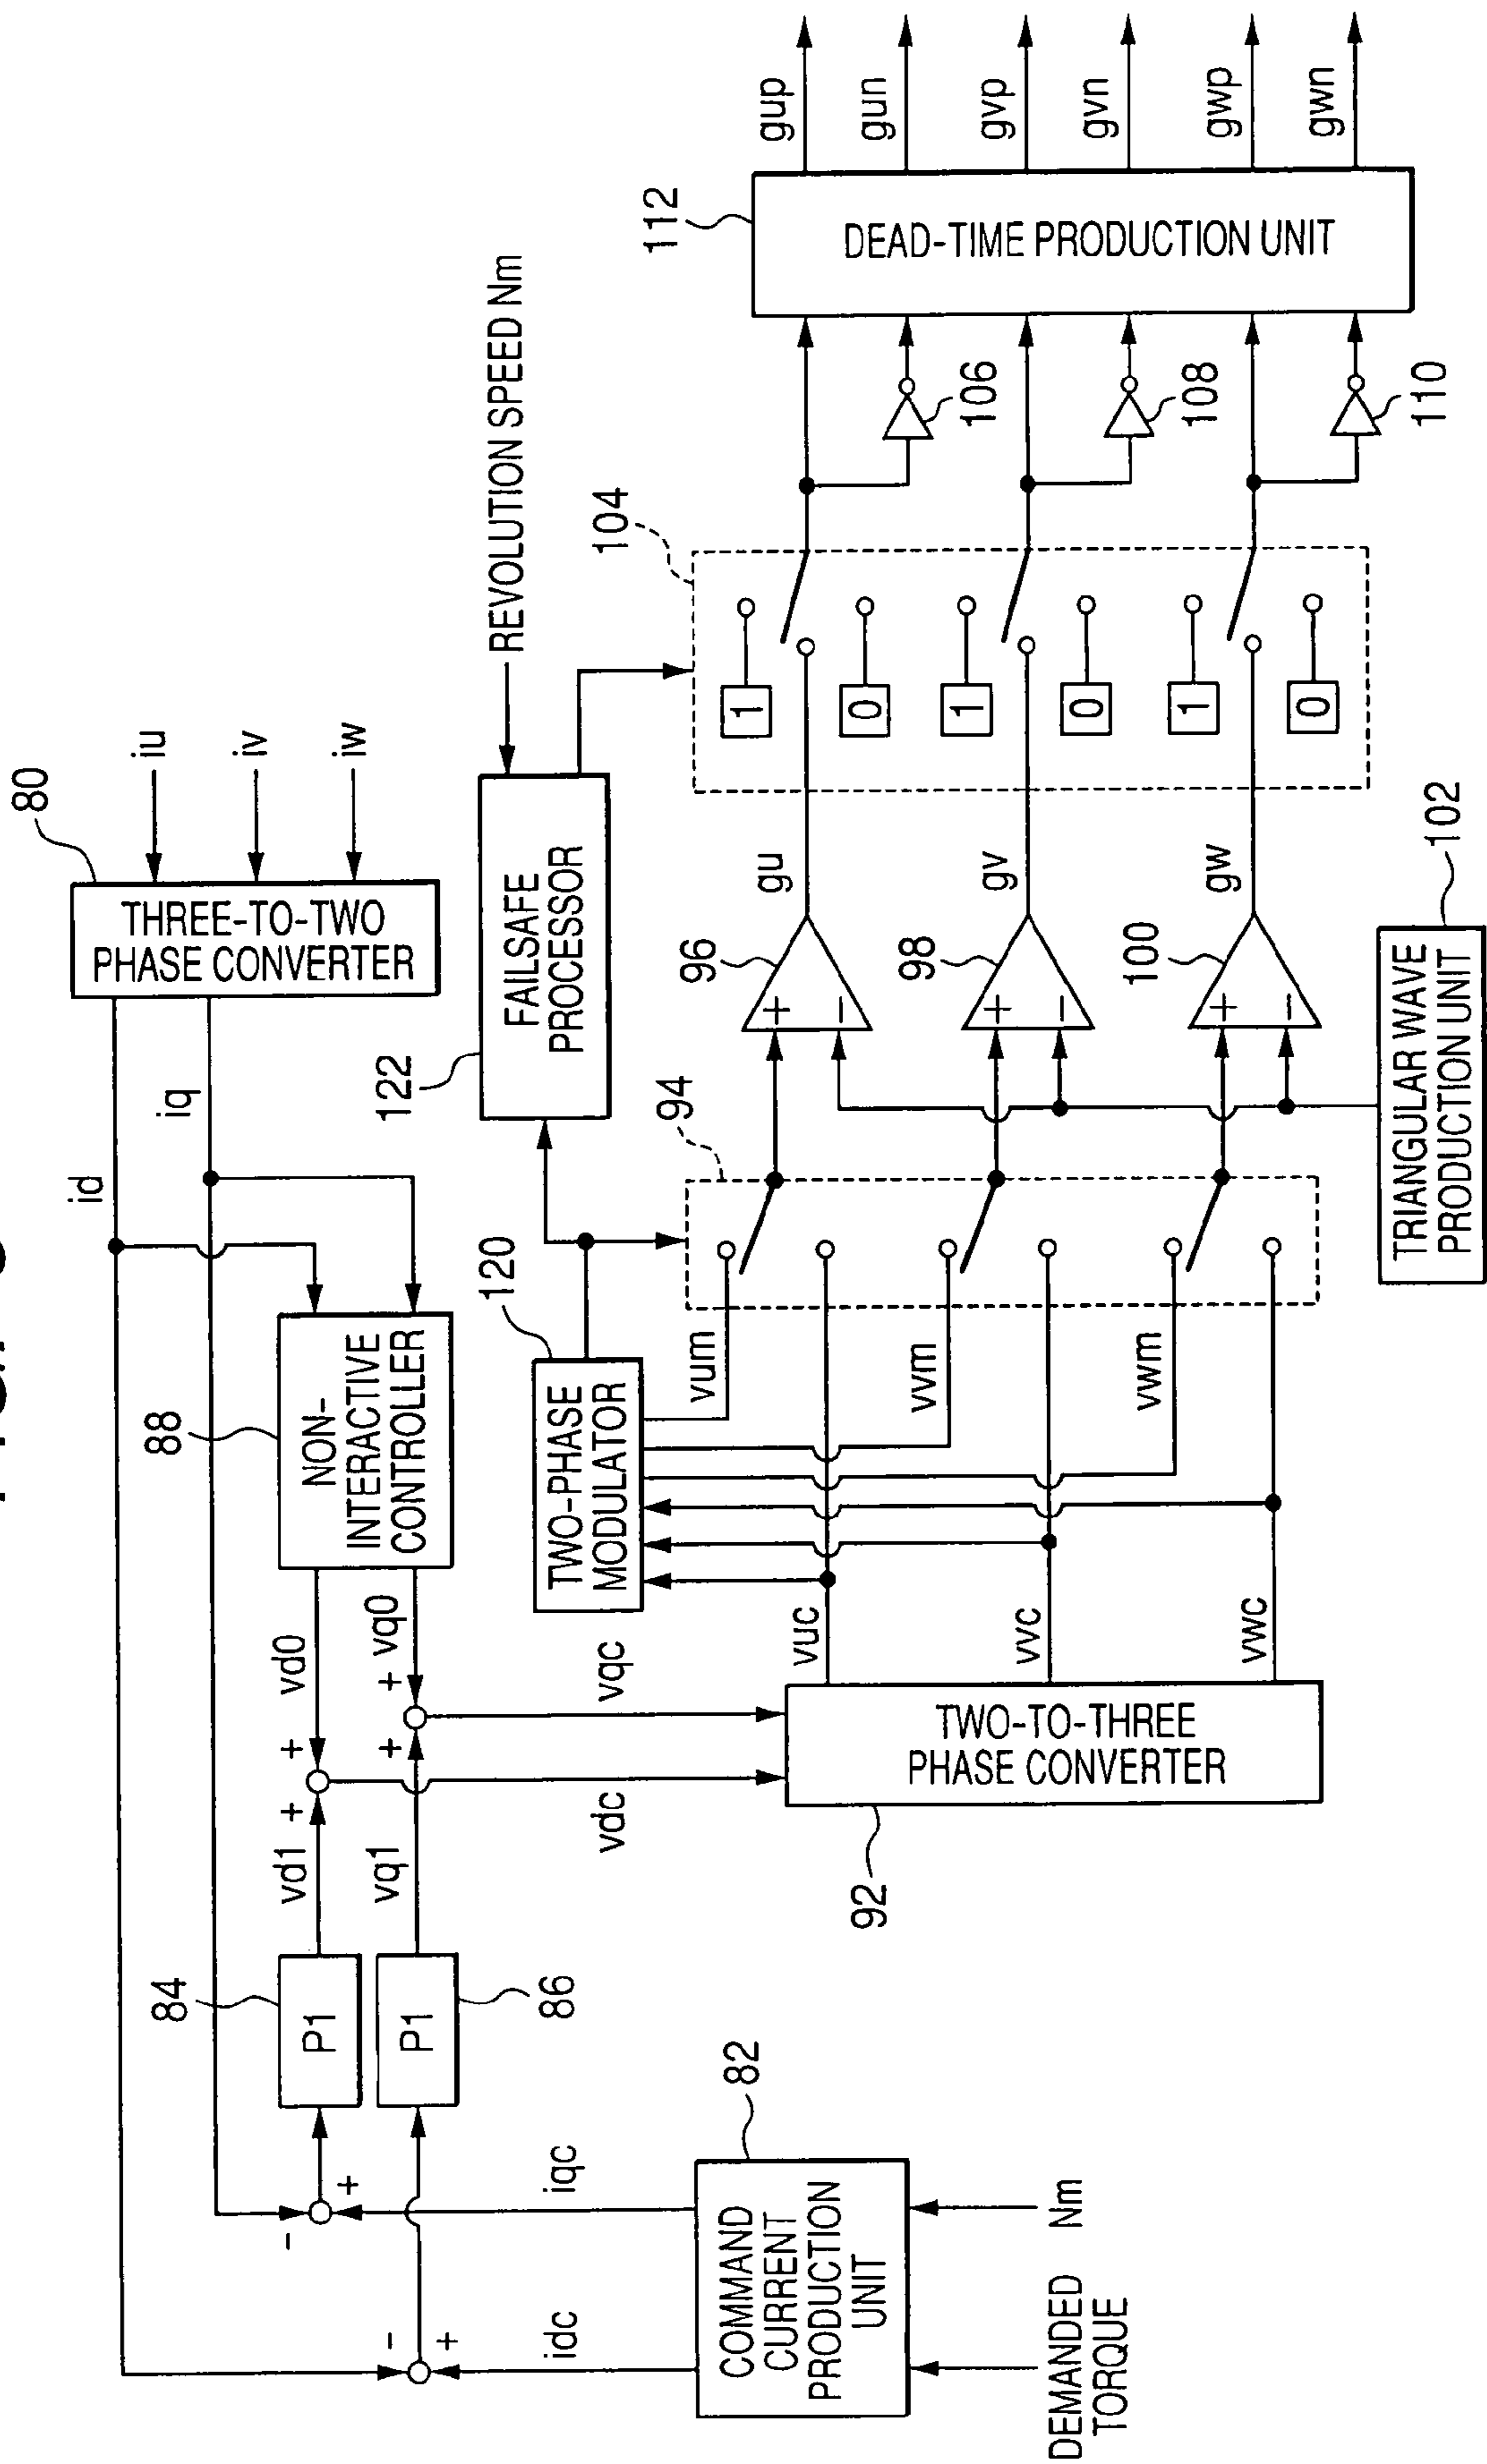 80
THREE-TO-TWO
PHASE CONVERTER
iu
iv
iw
id
iq
88
NON-
INTERACTIVE
CONTROLLER
vd0
vq0
+
+
+
+
vd1
vq1
84
P1
86
P1
-
+
-
+
iqc
idc
82
COMMAND
CURRENT
PRODUCTION
UNIT
DEMANDED
TORQUE
Nm
vqc
vdc
92
TWO-TO-THREE
PHASE CONVERTER
vuc
vvc
vwc
120
TWO-PHASE
MODULATOR
vum
vvm
vwm
94
122
FAILSAFE
PROCESSOR
REVOLUTION SPEED Nm
96
+
-
98
+
-
100
+
-
gu
gv
gw
102
TRIANGULAR WAVE
PRODUCTION UNIT
104
1
0
1
0
1
0
106
108
110
112
DEAD-TIME PRODUCTION UNIT
gup
gun
gvp
gvn
gwp
gwn